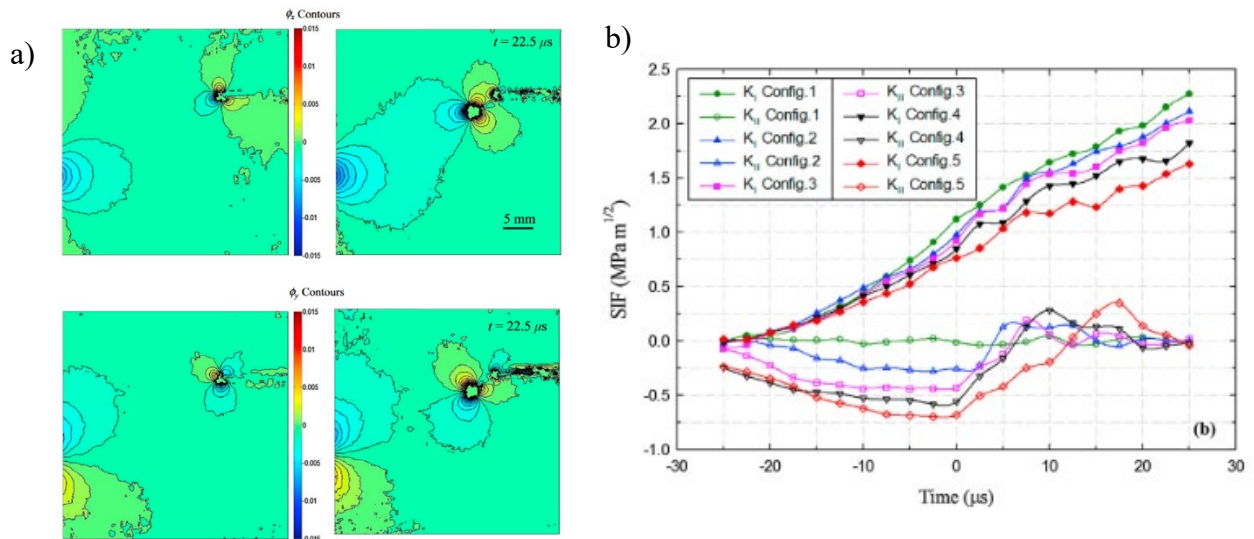 a)
ϕx Contours
0.015
0.01
0.005
0
-0.005
-0.01
-0.015
t = 22.5 μs
5 mm
ϕy Contours
0.015
0.01
0.005
0
-0.005
-0.01
-0.015
t = 22.5 μs
b)
2.5
2.0
1.5
1.0
0.5
0.0
-0.5
-1.0
SIF (MPa m^1/2)
KI Config.1
KII Config.1
KI Config.2
KII Config.2
KI Config.3
KII Config.3
KI Config.4
KII Config.4
KI Config.5
KII Config.5
(b)
-30 -20 -10 0 10 20 30
Time (μs)